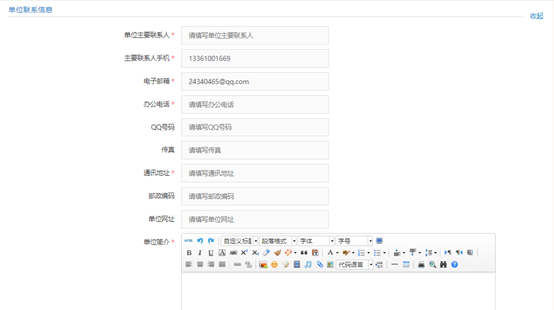 单位联系信息
收起
单位主要联系人 * 请填写单位主要联系人
主要联系人手机 * 13361001669
电子邮箱 * 24340465@qq.com
办公电话 * 请填写办公电话
QQ号码 请填写QQ号码
传真 请填写传真
通讯地址 * 请填写通讯地址
邮政编码 请填写邮政编码
单位网址 请填写单位网址
单位简介 * HTML 自定义标题 段落格式 字体 字号
B I U A ABC X² X₂ A
代码语言